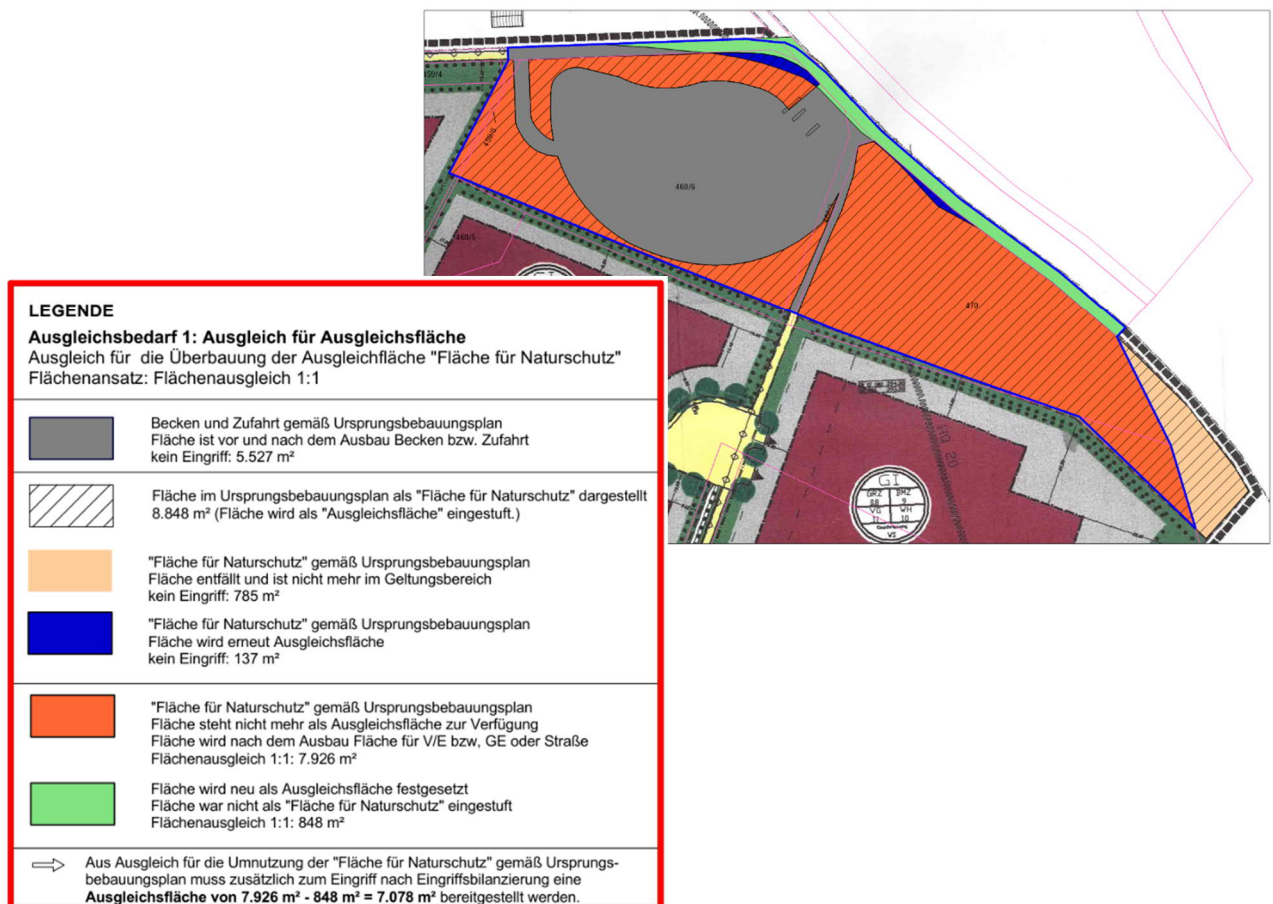 459/4
459/5
460/6
460/5
470
HQ 50
GI
GRZ
BMZ
VG
WH
II
10
VI
LEGENDE
Ausgleichsbedarf 1: Ausgleich für Ausgleichsfläche
Ausgleich für die Überbauung der Ausgleichfläche "Fläche für Naturschutz"
Flächenansatz: Flächenausgleich 1:1
Becken und Zufahrt gemäß Ursprungsbebauungsplan
Fläche ist vor und nach dem Ausbau Becken bzw. Zufahrt
kein Eingriff: 5.527 m²
Fläche im Ursprungsbebauungsplan als "Fläche für Naturschutz" dargestellt
8.848 m² (Fläche wird als "Ausgleichsfläche" eingestuft.)
"Fläche für Naturschutz" gemäß Ursprungsbebauungsplan
Fläche entfällt und ist nicht mehr im Geltungsbereich
kein Eingriff: 785 m²
"Fläche für Naturschutz" gemäß Ursprungsbebauungsplan
Fläche wird erneut Ausgleichsfläche
kein Eingriff: 137 m²
"Fläche für Naturschutz" gemäß Ursprungsbebauungsplan
Fläche steht nicht mehr als Ausgleichsfläche zur Verfügung
Fläche wird nach dem Ausbau Fläche für V/E bzw, GE oder Straße
Flächenausgleich 1:1: 7.926 m²
Fläche wird neu als Ausgleichsfläche festgesetzt
Fläche war nicht als "Fläche für Naturschutz" eingestuft
Flächenausgleich 1:1: 848 m²
Aus Ausgleich für die Umnutzung der "Fläche für Naturschutz" gemäß Ursprungs-
bebauungsplan muss zusätzlich zum Eingriff nach Eingriffsbilanzierung eine
Ausgleichsfläche von 7.926 m² - 848 m² = 7.078 m² bereitgestellt werden.